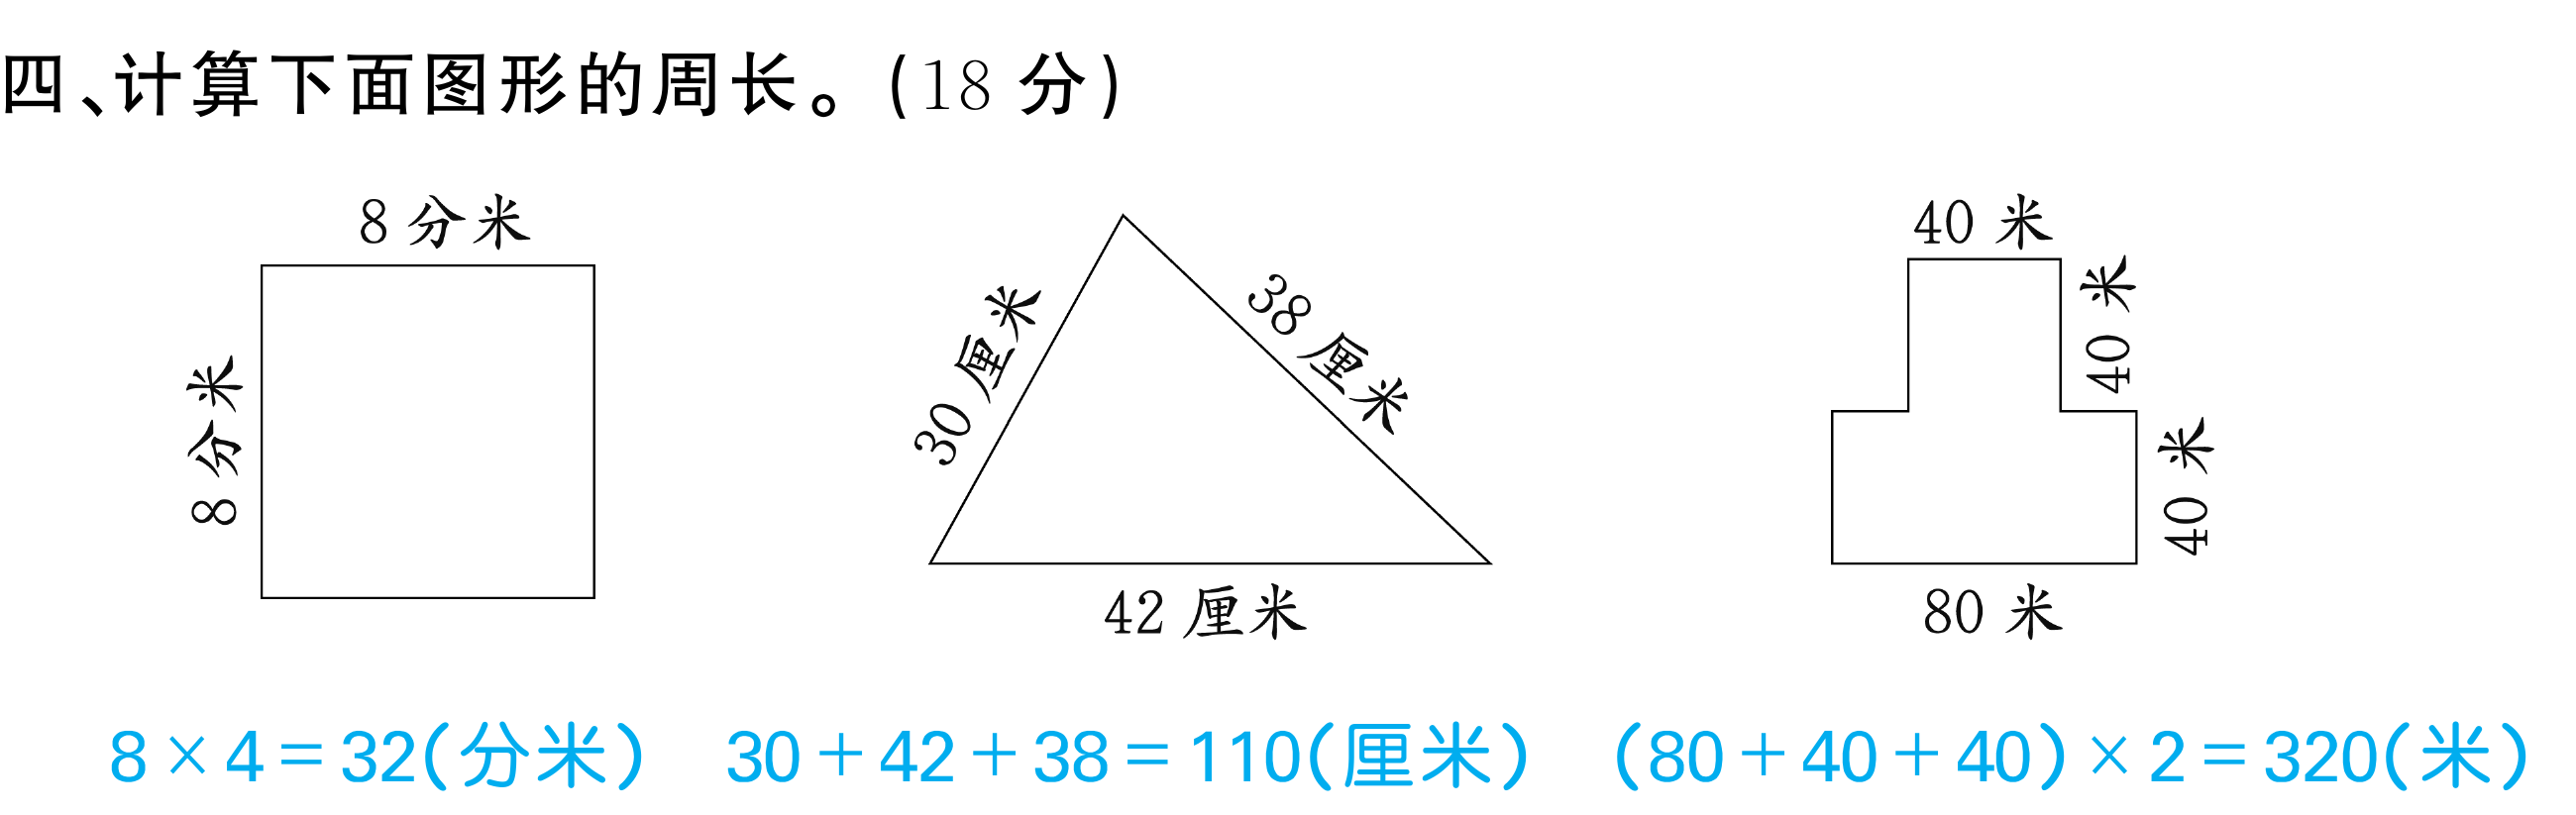 四、计算下面图形的周长。(18 分)
8 分米
8 分米
30 厘米
38 厘米
42 厘米
40 米
40 米
40 米
80 米
8×4=32(分米) 30+42+38=110(厘米) (80+40+40)×2=320(米)